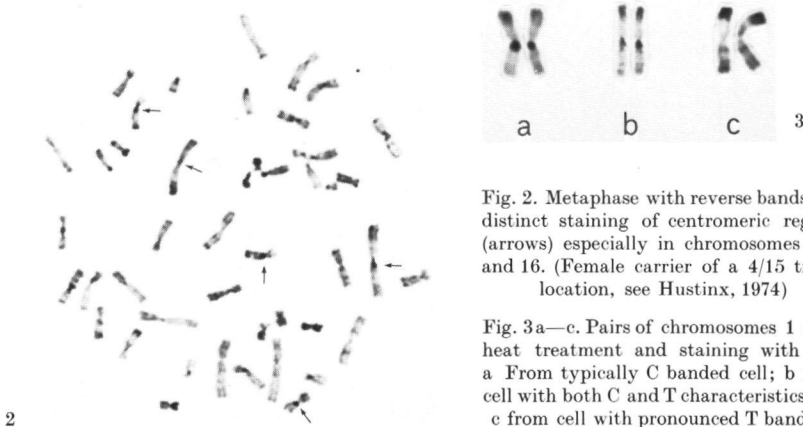 a b c 3
Fig. 2. Metaphase with reverse bands
distinct staining of centromeric reg
(arrows) especially in chromosomes
and 16. (Female carrier of a 4/15 t
location, see Hustinx, 1974)
Fig. 3a—c. Pairs of chromosomes 1
heat treatment and staining with
a From typically C banded cell; b
cell with both C and T characteristics
c from cell with pronounced T band
2